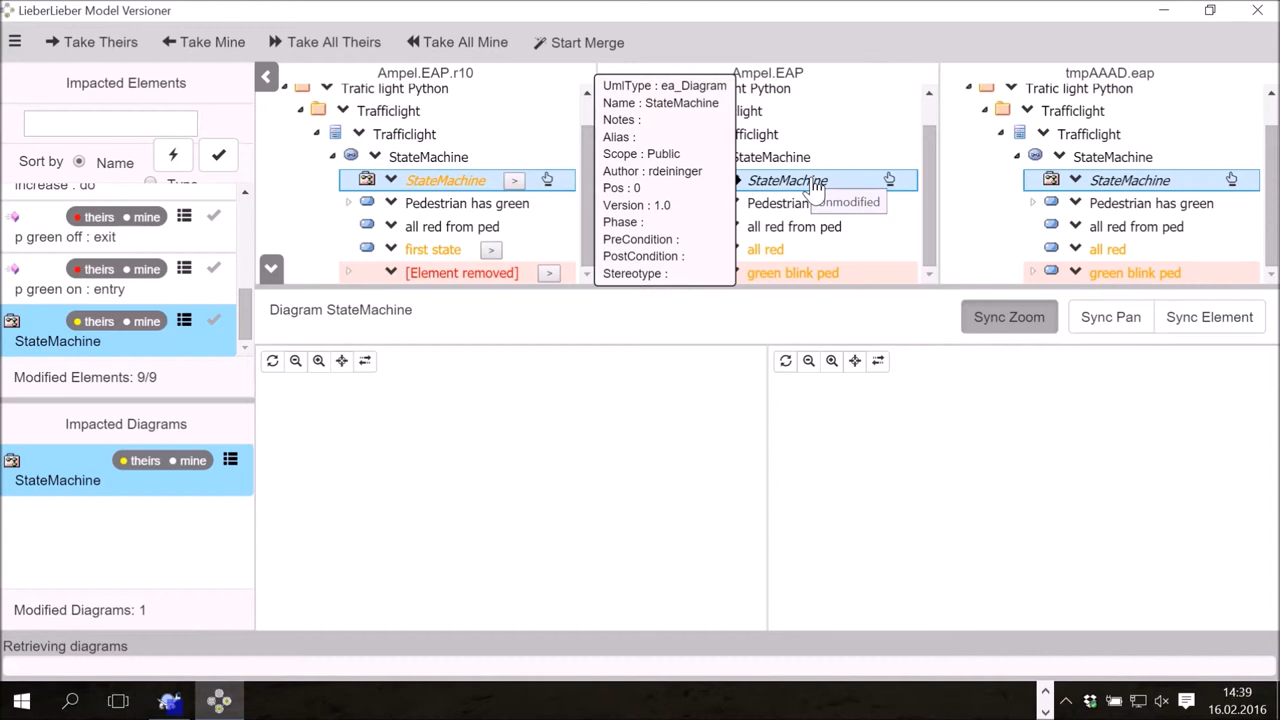 LieberLieber Model Versioner
Take Theirs
Take Mine
Take All Theirs
Take All Mine
Start Merge
Impacted Elements
Sort by
Name
Type
increase : do
theirs
mine
p green off : exit
theirs
mine
p green on : entry
theirs
mine
StateMachine
Modified Elements: 9/9
Impacted Diagrams
theirs
mine
StateMachine
Modified Diagrams: 1
Ampel.EAP.r10
Trafic light Python
Trafficlight
Trafficlight
StateMachine
StateMachine >
Pedestrian has green
all red from ped
first state >
[Element removed] >
UmlType : ea_Diagram
Name : StateMachine
Notes :
Alias :
Scope : Public
Author : rdeininger
Pos : 0
Version : 1.0
Phase :
PreCondition :
PostCondition :
Stereotype :
Ampel.EAP
light Python
light
fficlight
StateMachine
StateMachine
unmodified
Pedestrian
all red from ped
all red
green blink ped
tmpAAAD.eap
Trafic light Python
Trafficlight
Trafficlight
StateMachine
StateMachine
Pedestrian has green
all red from ped
all red
green blink ped
Diagram StateMachine
Sync Zoom
Sync Pan
Sync Element
Retrieving diagrams
14:39
16.02.2016